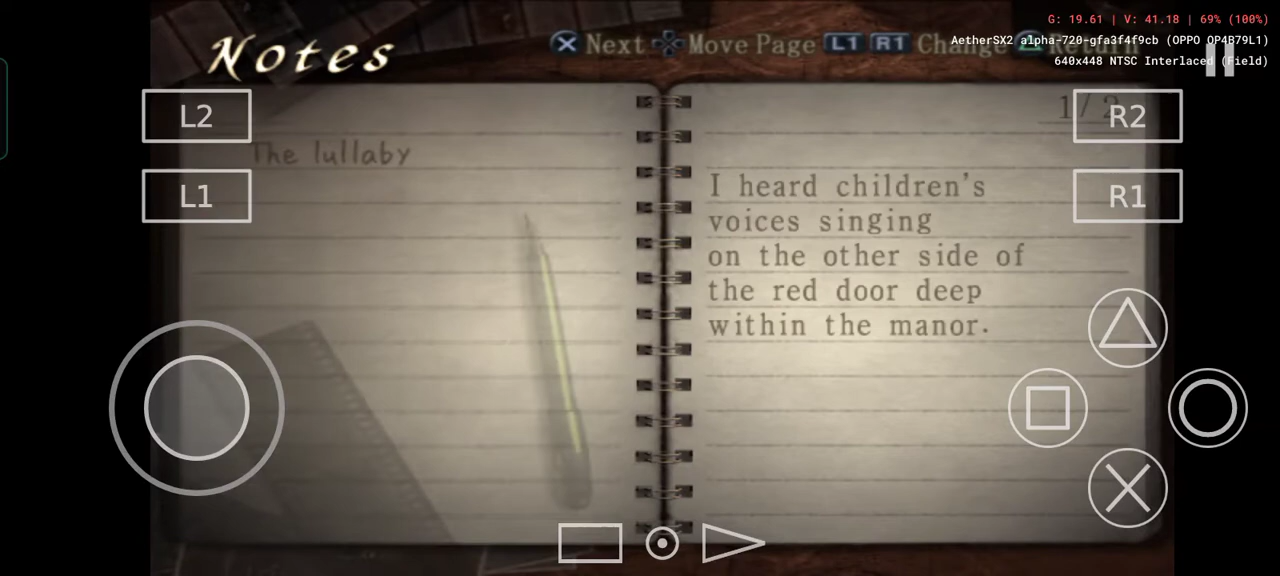 G: 19.61 | V: 41.18 | 69% (100%)
AetherSX2 alpha-720-gfa3f4f9cb (OPPO OP4B79L1)
640x448 NTSC Interlaced (Field)
Notes
Next Move Page L1 R1 Change Return
L2
R2
1/2
The lullaby
L1
R1
I heard children's
voices singing
on the other side of
the red door deep
within the manor.